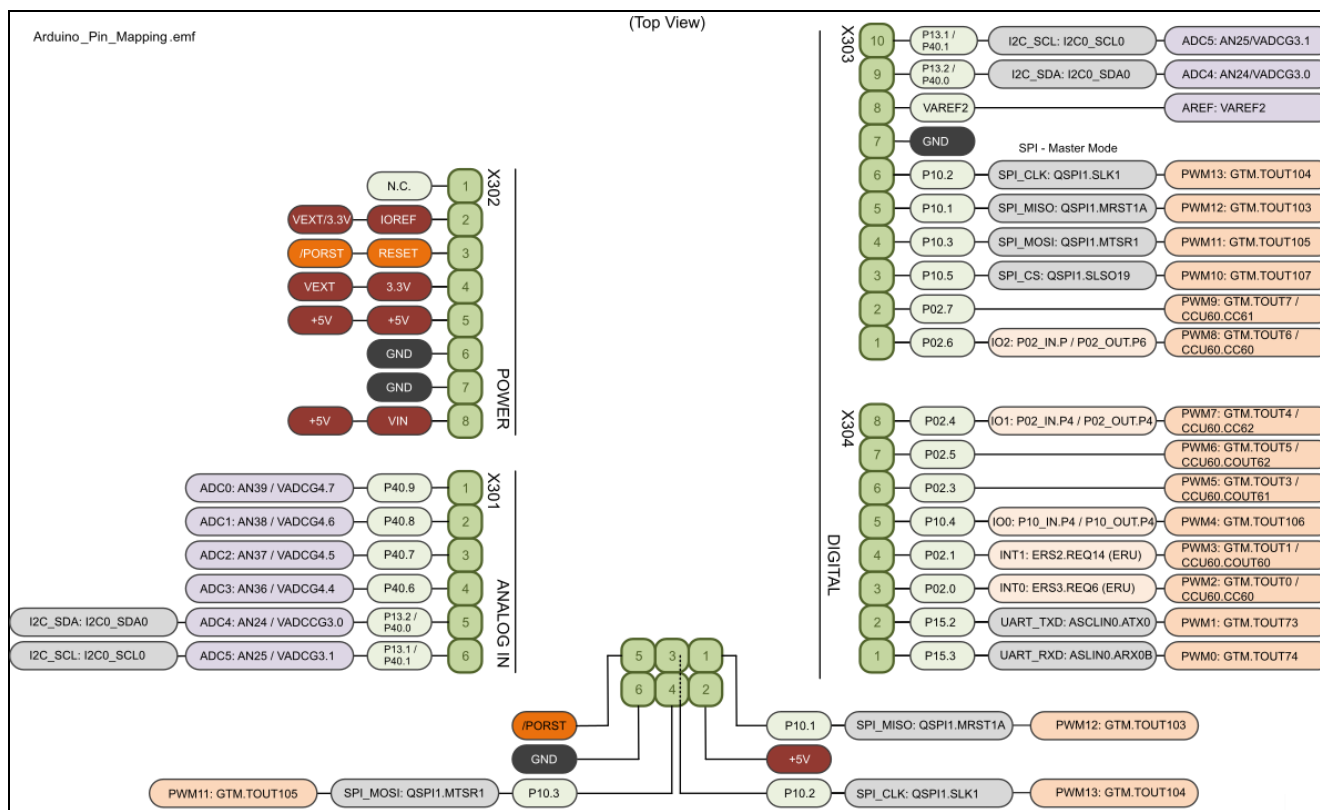 (Top View)
Arduino_Pin_Mapping.emf
X303
10 P13.1 / P40.1 I2C_SCL: I2C0_SCL0 ADC5: AN25/VADCG3.1
9 P13.2 / P40.0 I2C_SDA: I2C0_SDA0 ADC4: AN24/VADCG3.0
8 VAREF2 AREF: VAREF2
7 GND
SPI - Master Mode
6 P10.2 SPI_CLK: QSPI1.SLK1 PWM13: GTM.TOUT104
5 P10.1 SPI_MISO: QSPI1.MRST1A PWM12: GTM.TOUT103
4 P10.3 SPI_MOSI: QSPI1.MTSR1 PWM11: GTM.TOUT105
3 P10.5 SPI_CS: QSPI1.SLSO19 PWM10: GTM.TOUT107
2 P02.7 PWM9: GTM.TOUT7 / CCU60.CC61
1 P02.6 IO2: P02_IN.P / P02_OUT.P6 PWM8: GTM.TOUT6 / CCU60.CC60
X302
N.C. 1
VEXT/3.3V IOREF 2
/PORST RESET 3
VEXT 3.3V 4
+5V +5V 5
GND 6
GND 7
+5V VIN 8
POWER
X304
8 P02.4 IO1: P02_IN.P4 / P02_OUT.P4 PWM7: GTM.TOUT4 / CCU60.CC62
7 P02.5 PWM6: GTM.TOUT5 / CCU60.COUT62
6 P02.3 PWM5: GTM.TOUT3 / CCU60.COUT61
5 P10.4 IO0: P10_IN.P4 / P10_OUT.P4 PWM4: GTM.TOUT106
4 P02.1 INT1: ERS2.REQ14 (ERU) PWM3: GTM.TOUT1 / CCU60.COUT60
3 P02.0 INT0: ERS3.REQ6 (ERU) PWM2: GTM.TOUT0 / CCU60.CC60
2 P15.2 UART_TXD: ASCLIN0.ATX0 PWM1: GTM.TOUT73
1 P15.3 UART_RXD: ASLIN0.ARX0B PWM0: GTM.TOUT74
DIGITAL
X301
ADC0: AN39 / VADCG4.7 P40.9 1
ADC1: AN38 / VADCG4.6 P40.8 2
ADC2: AN37 / VADCG4.5 P40.7 3
ADC3: AN36 / VADCG4.4 P40.6 4
I2C_SDA: I2C0_SDA0 ADC4: AN24 / VADCCG3.0 P13.2 / P40.0 5
I2C_SCL: I2C0_SCL0 ADC5: AN25 / VADCG3.1 P13.1 / P40.1 6
ANALOG IN
5 3 1
6 4 2
/PORST
P10.1 SPI_MISO: QSPI1.MRST1A PWM12: GTM.TOUT103
GND
+5V
PWM11: GTM.TOUT105 SPI_MOSI: QSPI1.MTSR1 P10.3
P10.2 SPI_CLK: QSPI1.SLK1 PWM13: GTM.TOUT104